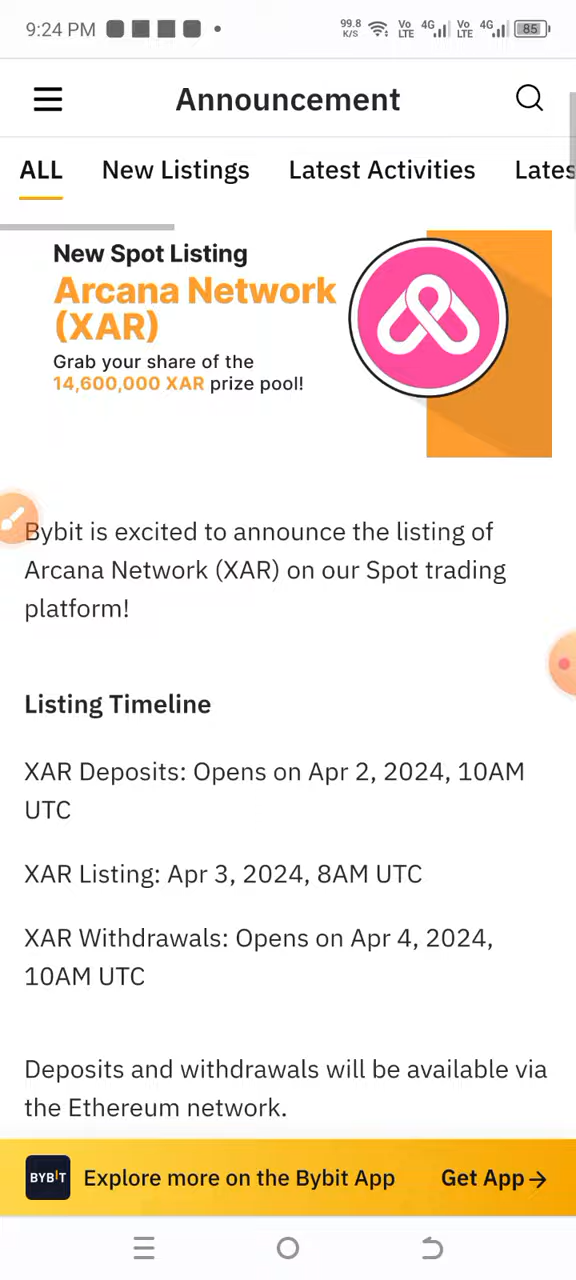 9:24 PM
99.8 K/S Vo LTE 4G Vo LTE 4G 85
Announcement
ALL New Listings Latest Activities Lates
New Spot Listing
Arcana Network
(XAR)
Grab your share of the
14,600,000 XAR prize pool!
Bybit is excited to announce the listing of
Arcana Network (XAR) on our Spot trading
platform!
Listing Timeline
XAR Deposits: Opens on Apr 2, 2024, 10AM
UTC
XAR Listing: Apr 3, 2024, 8AM UTC
XAR Withdrawals: Opens on Apr 4, 2024,
10AM UTC
Deposits and withdrawals will be available via
the Ethereum network.
BYBIT Explore more on the Bybit App Get App→